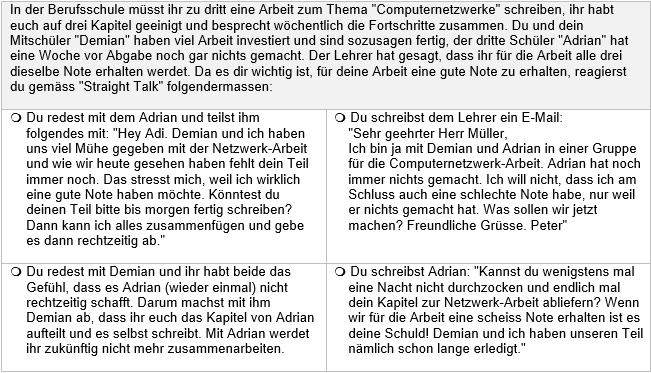 In der Berufsschule müsst ihr zu dritt eine Arbeit zum Thema "Computernetzwerke" schreiben, ihr habt
euch auf drei Kapitel geeinigt und besprecht wöchentlich die Fortschritte zusammen. Du und dein
Mitschüler "Demian" haben viel Arbeit investiert und sind sozusagen fertig, der dritte Schüler "Adrian" hat
eine Woche vor Abgabe noch gar nichts gemacht. Der Lehrer hat gesagt, dass ihr für die Arbeit alle drei
dieselbe Note erhalten werdet. Da es dir wichtig ist, für deine Arbeit eine gute Note zu erhalten, reagierst
du gemäss "Straight Talk" folgendermassen:
Du redest mit dem Adrian und teilst ihm
folgendes mit: "Hey Adi. Demian und ich haben
uns viel Mühe gegeben mit der Netzwerk-Arbeit
und wie wir heute gesehen haben fehlt dein Teil
immer noch. Das stresst mich, weil ich wirklich
eine gute Note haben möchte. Könntest du
deinen Teil bitte bis morgen fertig schreiben?
Dann kann ich alles zusammenfügen und gebe
es dann rechtzeitig ab."
Du schreibst dem Lehrer ein E-Mail:
"Sehr geehrter Herr Müller,
Ich bin ja mit Demian und Adrian in einer Gruppe
für die Computernetzwerk-Arbeit. Adrian hat noch
immer nichts gemacht. Ich will nicht, dass ich am
Schluss auch eine schlechte Note habe, nur weil
er nichts gemacht hat. Was sollen wir jetzt
machen? Freundliche Grüsse. Peter"
Du redest mit Demian und ihr habt beide das
Gefühl, dass es Adrian (wieder einmal) nicht
rechtzeitig schafft. Darum machst mit ihm
Demian ab, dass ihr euch das Kapitel von Adrian
aufteilt und es selbst schreibt. Mit Adrian werdet
ihr zukünftig nicht mehr zusammenarbeiten.
Du schreibst Adrian: "Kannst du wenigstens mal
eine Nacht nicht durchzocken und endlich mal
dein Kapitel zur Netzwerk-Arbeit abliefern? Wenn
wir für die Arbeit eine scheiss Note erhalten ist es
deine Schuld! Demian und ich haben unseren Teil
nämlich schon lange erledigt."